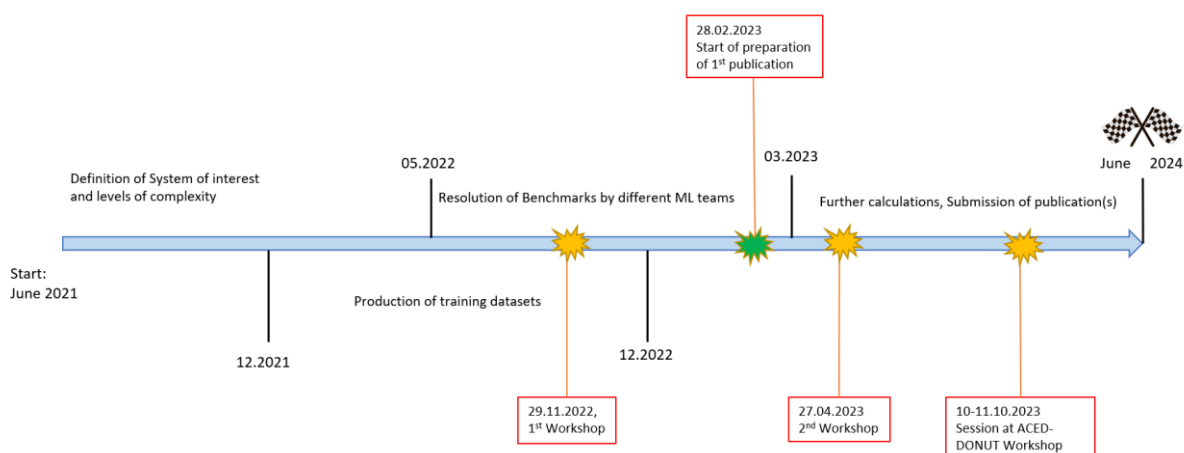 28.02.2023
Start of preparation
of 1st publication
05.2022
03.2023
June 2024
Definition of System of interest
and levels of complexity
Resolution of Benchmarks by different ML teams
Further calculations, Submission of publication(s)
Start:
June 2021
Production of training datasets
12.2021
12.2022
29.11.2022,
1st Workshop
27.04.2023
2nd Workshop
10-11.10.2023
Session at ACED-
DONUT Workshop